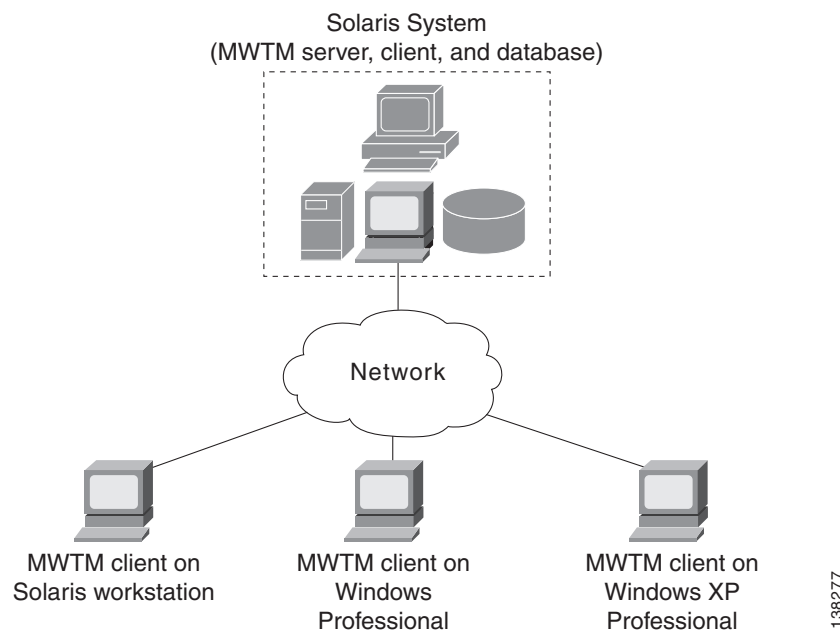 Solaris System
(MWTM server, client, and database)
Network
MWTM client on
Solaris workstation
MWTM client on
Windows
Professional
MWTM client on
Windows XP
Professional
138277